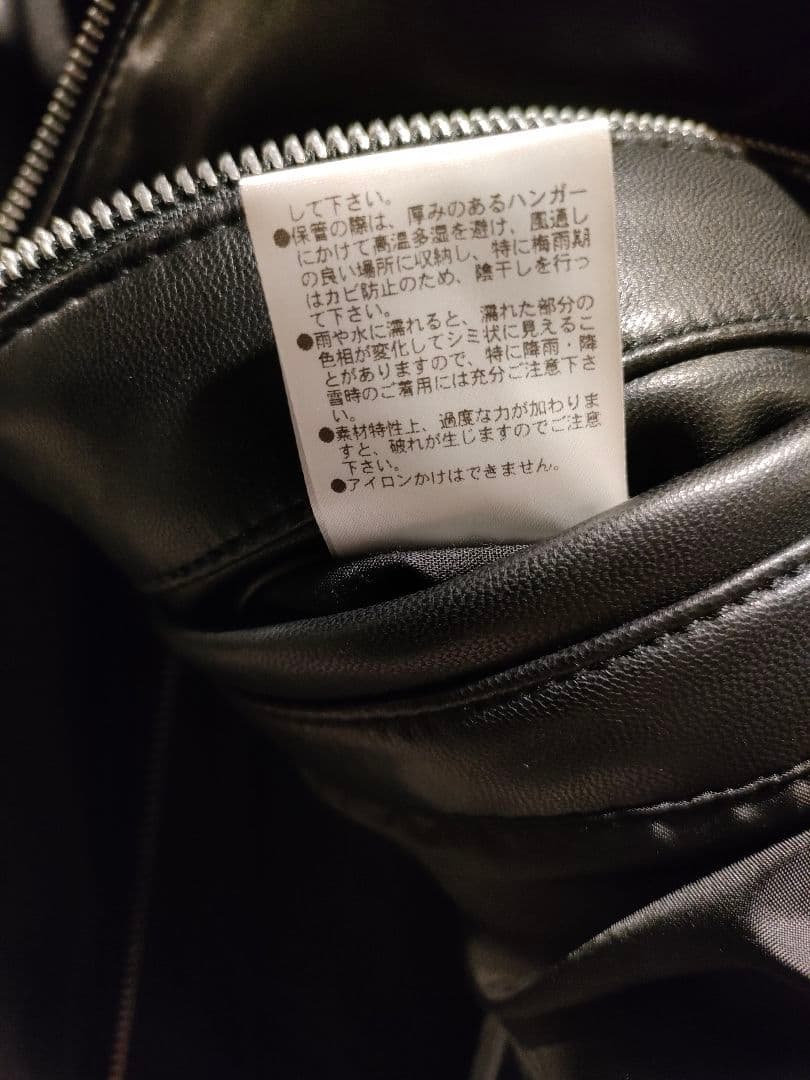 して下さい。
●保管の際は、厚みのあるハンガー
にかけて高温多湿を避け、風通し
の良い場所に収納し、特に梅雨期
はカビ防止のため、陰干しを行っ
て下さい。
●雨や水に濡れると、濡れた部分の
色相が変化してシミ状に見えるこ
とがありますので、特に降雨・降
雪時のご着用には充分ご注意下さ
い。
●素材特性上、過度な力が加わりま
すと、破れが生じますのでご注意
下さい。
●アイロンかけはできません。